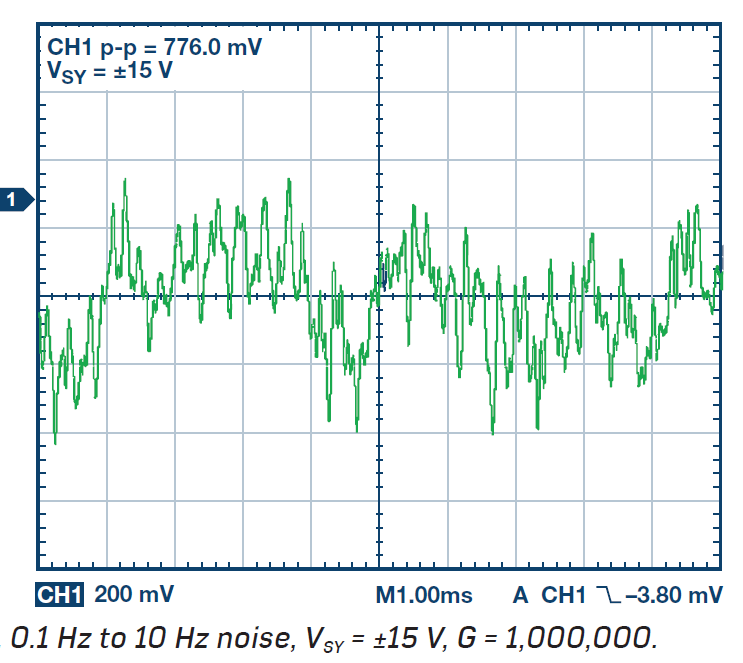 CH1 p-p = 776.0 mV
VSY = ±15 V
1
CH1 200 mV M1.00ms A CH1 –3.80 mV
. 0.1 Hz to 10 Hz noise, VSY = ±15 V, G = 1,000,000.